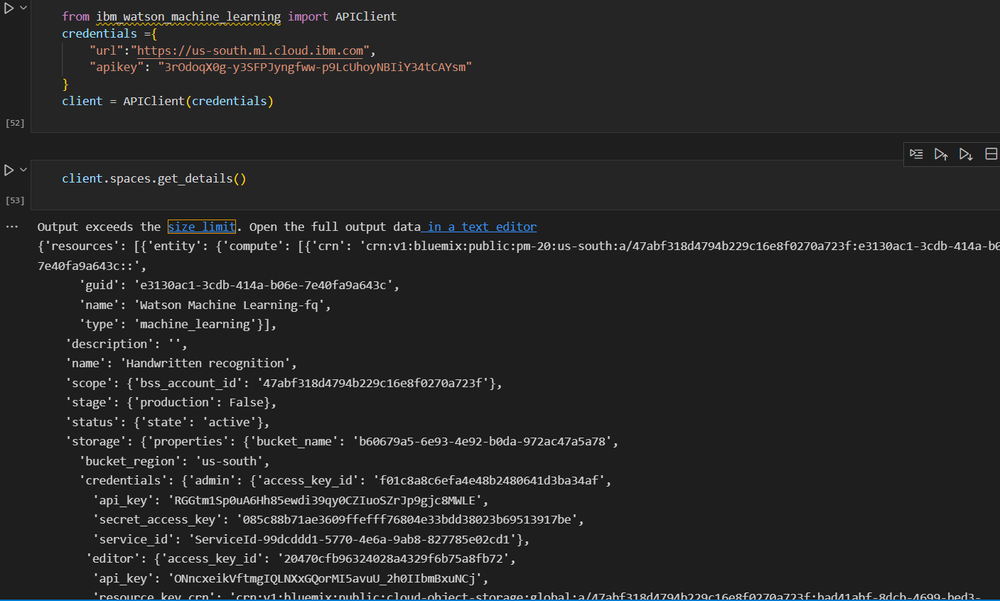 from ibm_watson_machine_learning import APIClient
credentials ={
"url":"https://us-south.ml.cloud.ibm.com",
"apikey": "3rOdoqX0g-y3SFPJyngfww-p9LcUhoyNBIiY34tCAYsm"
}
client = APIClient(credentials)
[52]
client.spaces.get_details()
[53]
... Output exceeds the size limit. Open the full output data in a text editor
{'resources': [{'entity': {'compute': [{'crn': 'crn:v1:bluemix:public:pm-20:us-south:a/47abf318d4794b229c16e8f0270a723f:e3130ac1-3cdb-414a-b0
7e40fa9a643c::',
'guid': 'e3130ac1-3cdb-414a-b06e-7e40fa9a643c',
'name': 'Watson Machine Learning-fq',
'type': 'machine_learning'}],
'description': '',
'name': 'Handwritten recognition',
'scope': {'bss_account_id': '47abf318d4794b229c16e8f0270a723f'},
'stage': {'production': False},
'status': {'state': 'active'},
'storage': {'properties': {'bucket_name': 'b60679a5-6e93-4e92-b0da-972ac47a5a78',
'bucket_region': 'us-south',
'credentials': {'admin': {'access_key_id': 'f01c8a8c6efa4e48b2480641d3ba34af',
'api_key': 'RGGtm1Sp0uA6Hh85ewdi39qy0CZIuoSZrJp9gjc8MWLE',
'secret_access_key': '085c88b71ae3609ffefff76804e33bdd38023b69513917be',
'service_id': 'ServiceId-99dcddd1-5770-4e6a-9ab8-827785e02cd1'},
'editor': {'access_key_id': '20470cfb96324028a4329f6b75a8fb72',
'api_key': 'ONncxeikVftmgIQLNXxGQorMI5avuU_2h0IIbmBxuNCj',
'resource_key_crn': 'crn:v1:bluemix:public:cloud-object-storage:global:a/47abf318d4794b229c16e8f0270a723f:bad41abf-8dcb-4699-bed3-